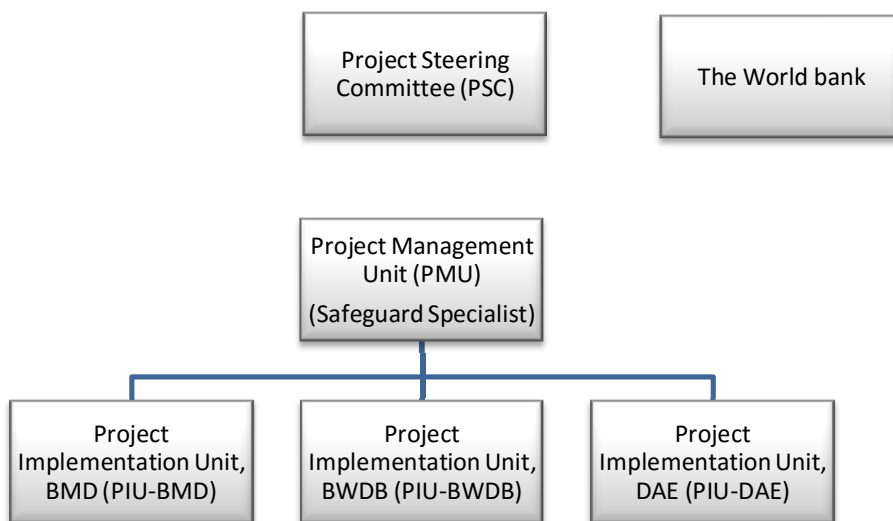 Project Steering
Committee (PSC)
The World bank
Project Management
Unit (PMU)
(Safeguard Specialist)
Project
Implementation Unit,
BMD (PIU-BMD)
Project
Implementation Unit,
BWDB (PIU-BWDB)
Project
Implementation Unit,
DAE (PIU-DAE)